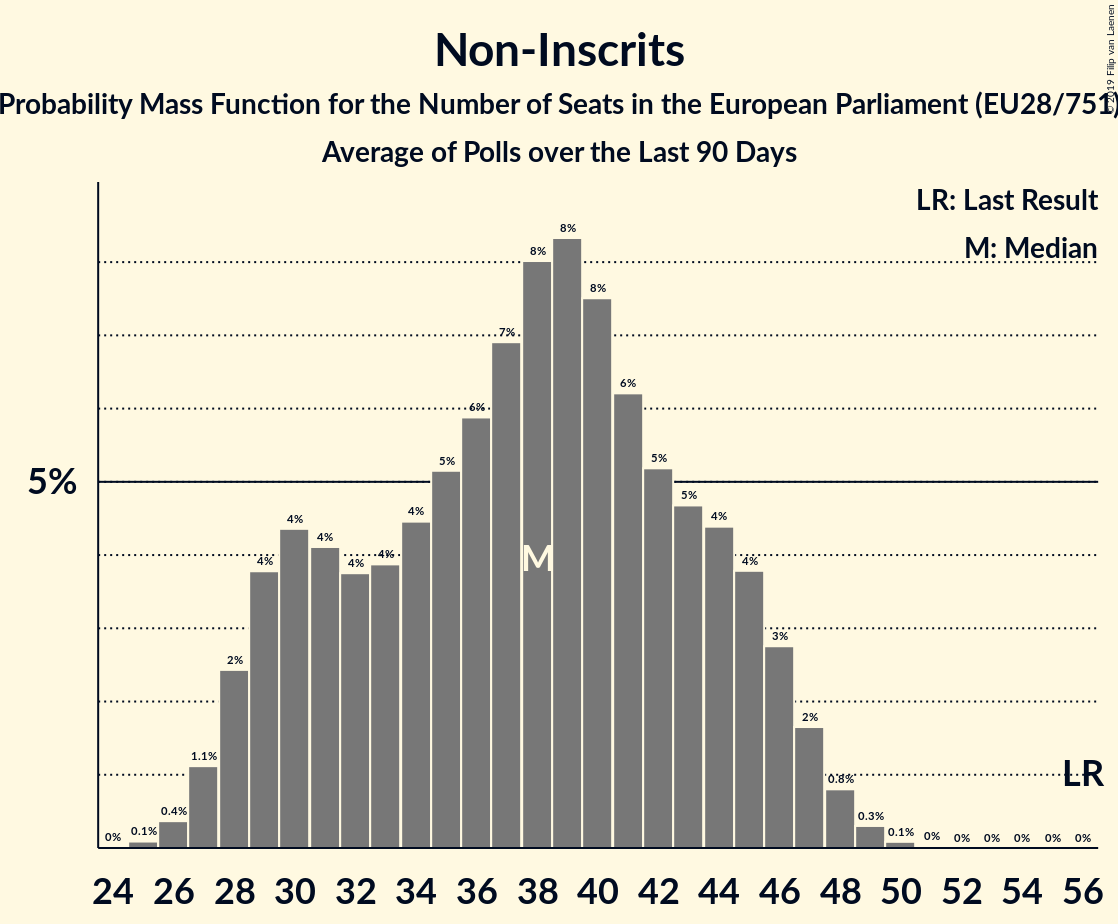 Non-Inscrits
Probability Mass Function for the Number of Seats in the European Parliament (EU28/751)
Average of Polls over the Last 90 Days
© 2019 Filip van Laenen
LR: Last Result
M: Median
5%
0% 0.1% 0.4% 1.1% 2% 4% 4% 4% 4% 4% 4% 5% 6% 7% 8% 8% 8% 6% 5% 5% 4% 4% 3% 2% 0.8% 0.3% 0.1% 0% 0% 0% 0% 0% 0%
M
LR
24 26 28 30 32 34 36 38 40 42 44 46 48 50 52 54 56